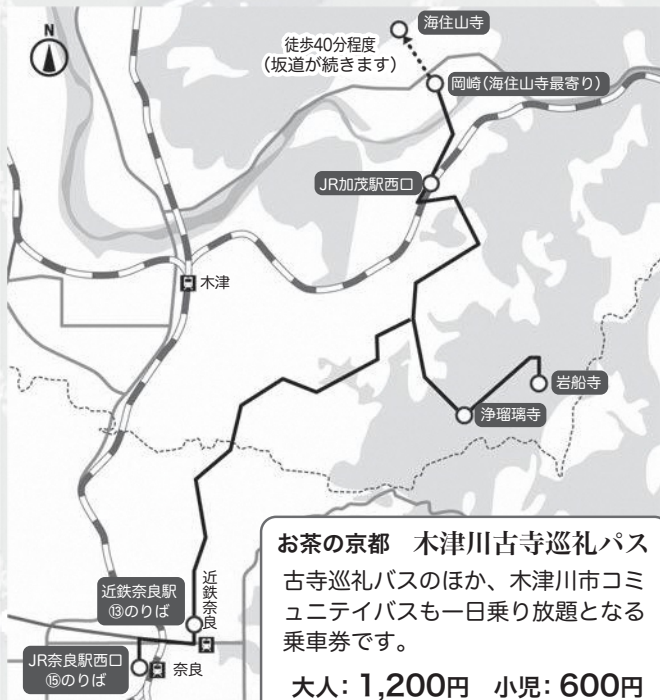 N
海住山寺
徒歩40分程度
（坂道が続きます）
岡崎（海住山寺最寄り）
JR加茂駅西口
木津
岩船寺
浄瑠璃寺
近鉄奈良駅
⑬のりば
近鉄奈良
JR奈良駅西口
⑮のりば
奈良
お茶の京都　木津川古寺巡礼パス
古寺巡礼バスのほか、木津川市コミ
ュニテイバスも一日乗り放題となる
乗車券です。
大人：1,200円　小児：600円